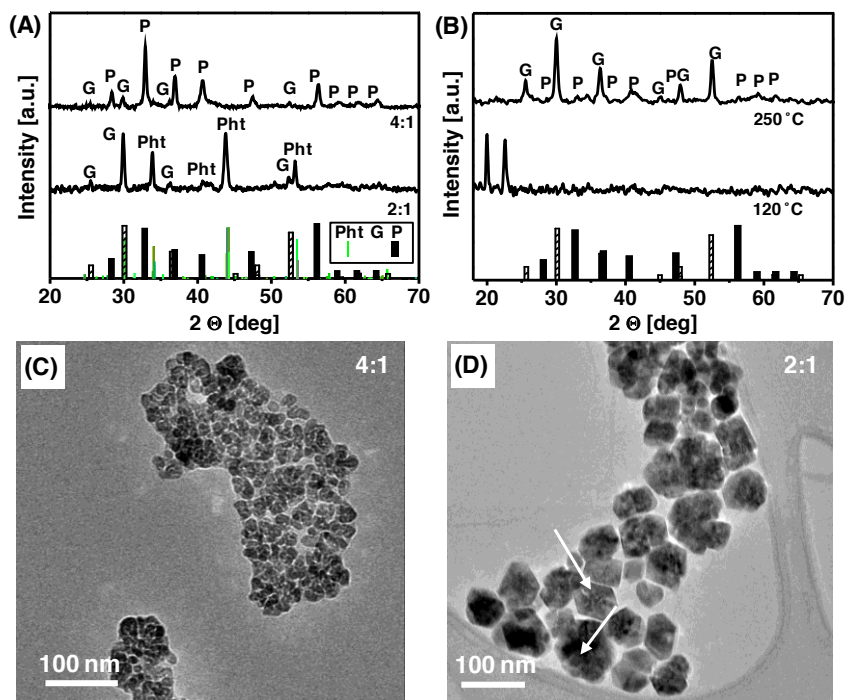 (A)
Intensity [a.u.]
G P G P G P P P G P P P P
4:1
G G Pht G Pht Pht G Pht
2:1
Pht G P
20 30 40 50 60 70
2 Θ [deg]
(B)
Intensity [a.u.]
G P G P G P P G P G G P P P
250 °C
120 °C
20 30 40 50 60 70
2 Θ [deg]
(C)
4:1
100 nm
(D)
2:1
100 nm